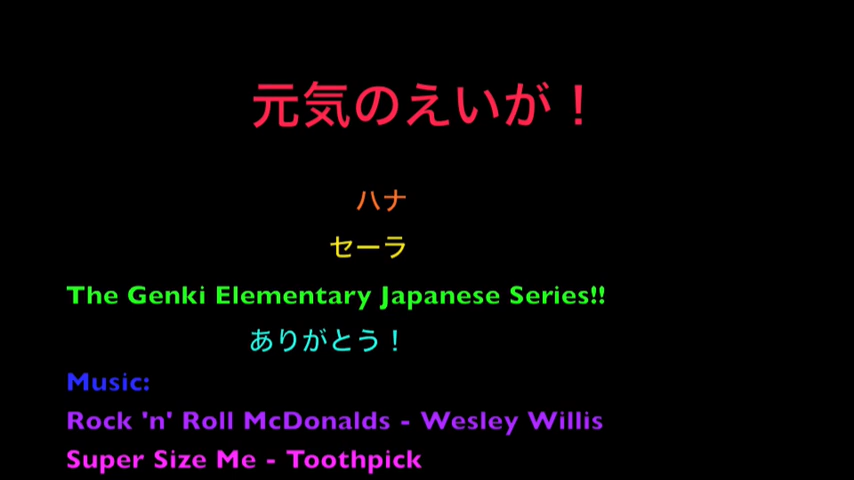 元気のえいが！
ハナ
セーラ
The Genki Elementary Japanese Series!!
ありがとう！
Music:
Rock 'n' Roll McDonalds - Wesley Willis
Super Size Me - Toothpick